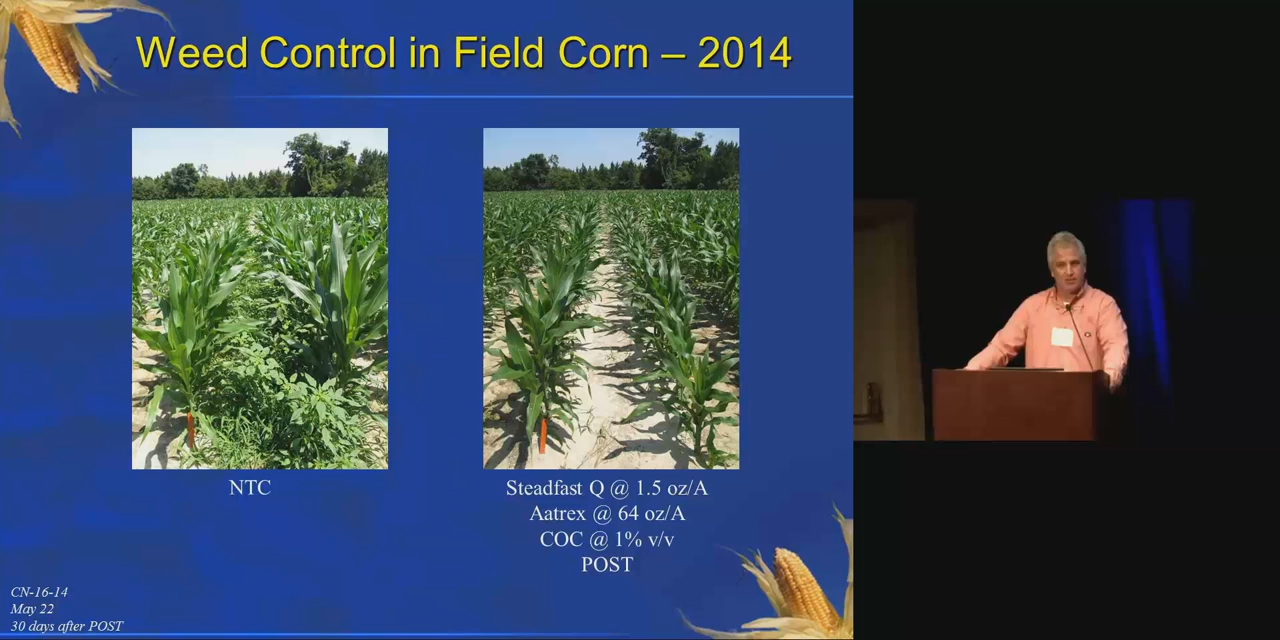 Weed Control in Field Corn – 2014
NTC
Steadfast Q @ 1.5 oz/A
Aatrex @ 64 oz/A
COC @ 1% v/v
POST
CN-16-14
May 22
30 days after POST